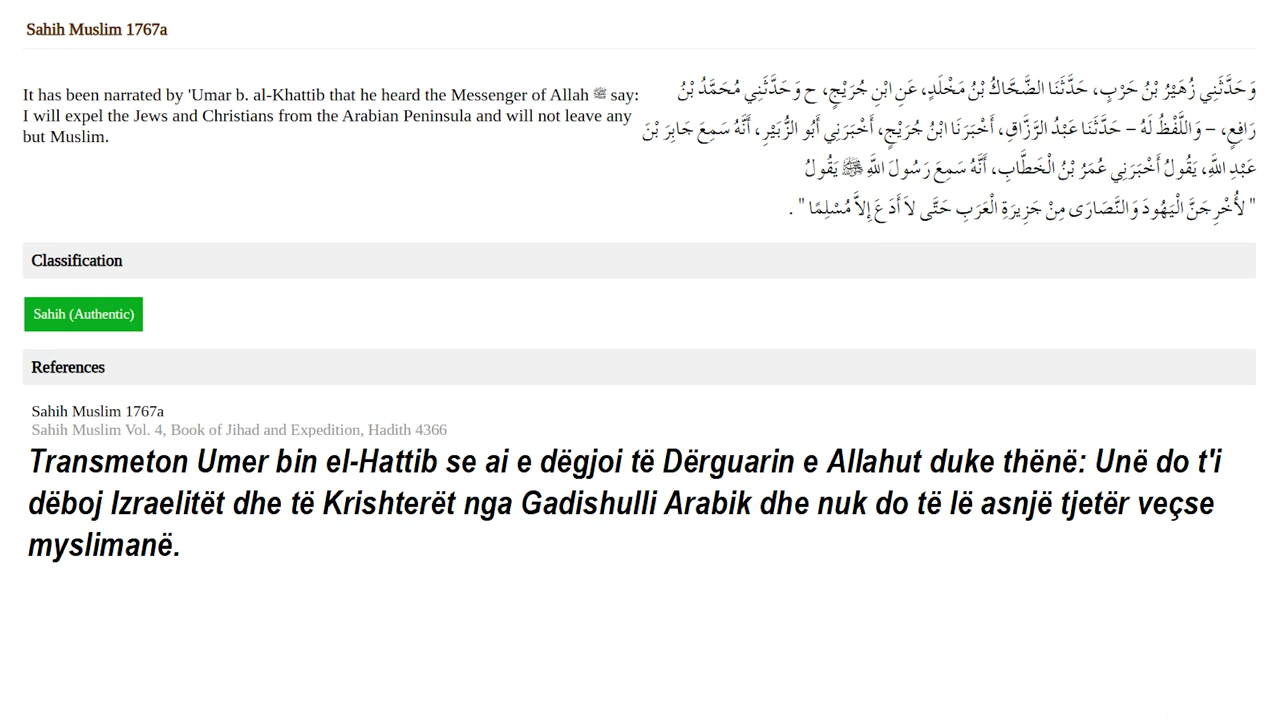 Sahih Muslim 1767a
It has been narrated by 'Umar b. al-Khattib that he heard the Messenger of Allah ﷺ say:
I will expel the Jews and Christians from the Arabian Peninsula and will not leave any
but Muslim.
وَحَدَّثَنِي زُهَيْرُ بْنُ حَرْبٍ، حَدَّثَنَا الضَّحَّاكُ بْنُ مَخْلَدٍ، عَنِ ابْنِ جُرَيْجٍ، ح وَحَدَّثَنِي مُحَمَّدُ بْنُ
رَافِعٍ، – وَاللَّفْظُ لَهُ – حَدَّثَنَا عَبْدُ الرَّزَّاقِ، أَخْبَرَنَا ابْنُ جُرَيْجٍ، أَخْبَرَنِي أَبُو الزُّبَيْرِ، أَنَّهُ سَمِعَ جَابِرَ بْنَ
عَبْدِ اللَّهِ، يَقُولُ أَخْبَرَنِي عُمَرُ بْنُ الْخَطَّابِ، أَنَّهُ سَمِعَ رَسُولَ اللَّهِ ﷺ يَقُولُ
" لأُخْرِجَنَّ الْيَهُودَ وَالنَّصَارَى مِنْ جَزِيرَةِ الْعَرَبِ حَتَّى لاَ أَدَعَ إِلاَّ مُسْلِمًا " .
Classification
Sahih (Authentic)
References
Sahih Muslim 1767a
Sahih Muslim Vol. 4, Book of Jihad and Expedition, Hadith 4366
Transmeton Umer bin el-Hattib se ai e dëgjoi të Dërguarin e Allahut duke thënë: Unë do t'i
dëboj Izraelitët dhe të Krishterët nga Gadishulli Arabik dhe nuk do të lë asnjë tjetër veçse
myslimanë.